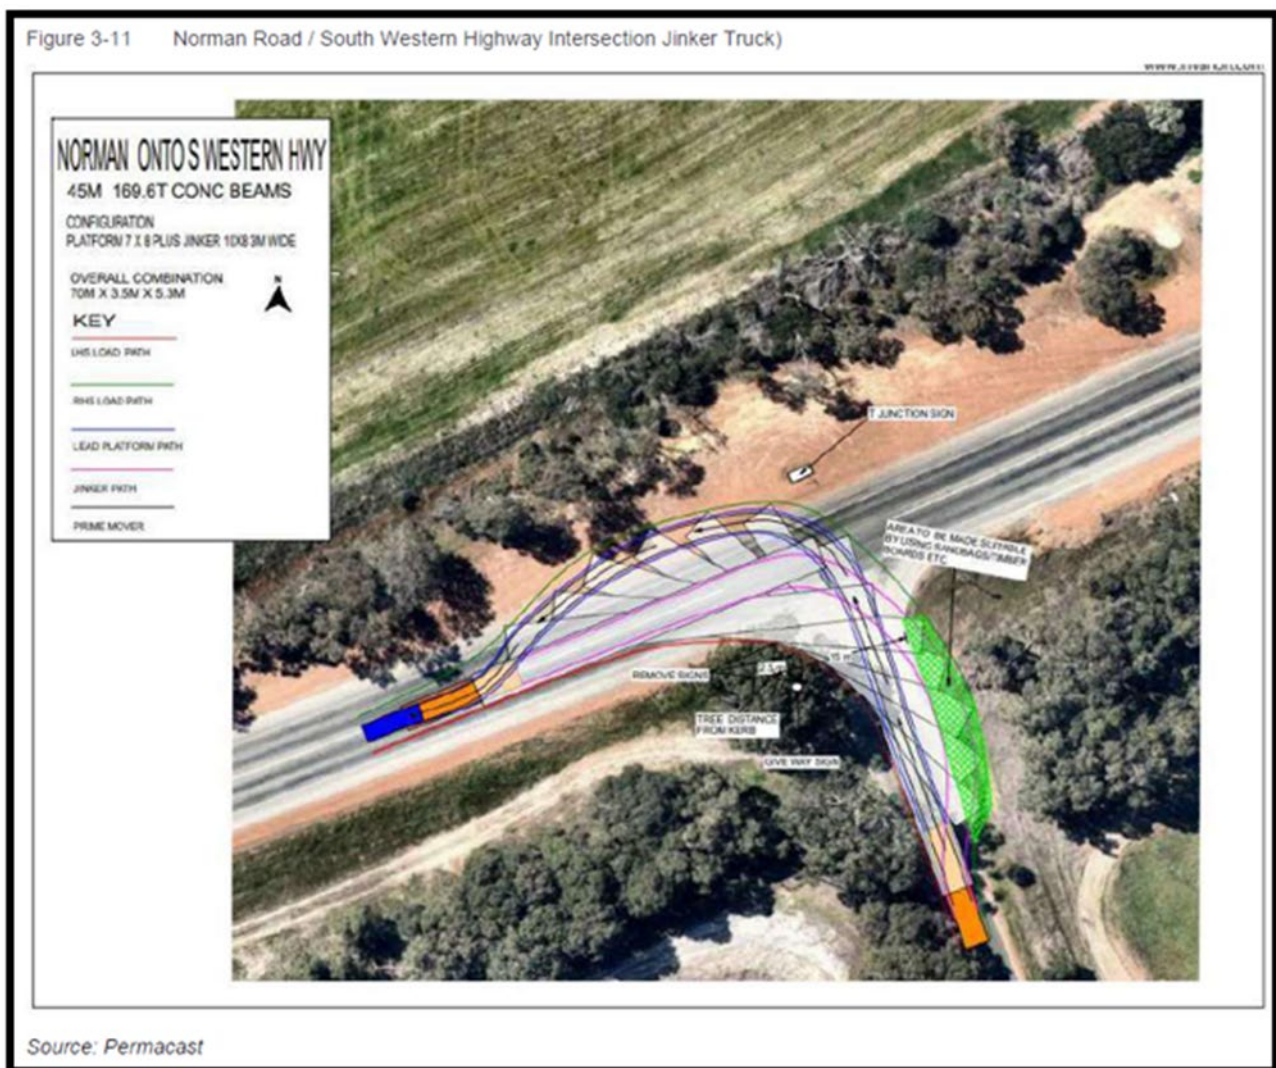 Figure 3-11 Norman Road / South Western Highway Intersection Jinker Truck)
NORMAN ONTO S WESTERN HWY
45M 169.6T CONC BEAMS
CONFIGURATION
PLATFORM 7 X 8 PLUS JINKER 10X8 3M WIDE
OVERALL COMBINATION
70M X 3.5M X 5.3M
N
KEY
LHS LOAD PATH
RHS LOAD PATH
LEAD PLATFORM PATH
JINKER PATH
PRIME MOVER
T JUNCTION SIGN
AREA TO BE MADE SUITABLE
BY USING SANDBAGS/TIMBER
BOARDS ETC
15 m
REMOVE SIGNS
TREE DISTANCE
FROM KERB
GIVE WAY SIGN
Source: Permacast